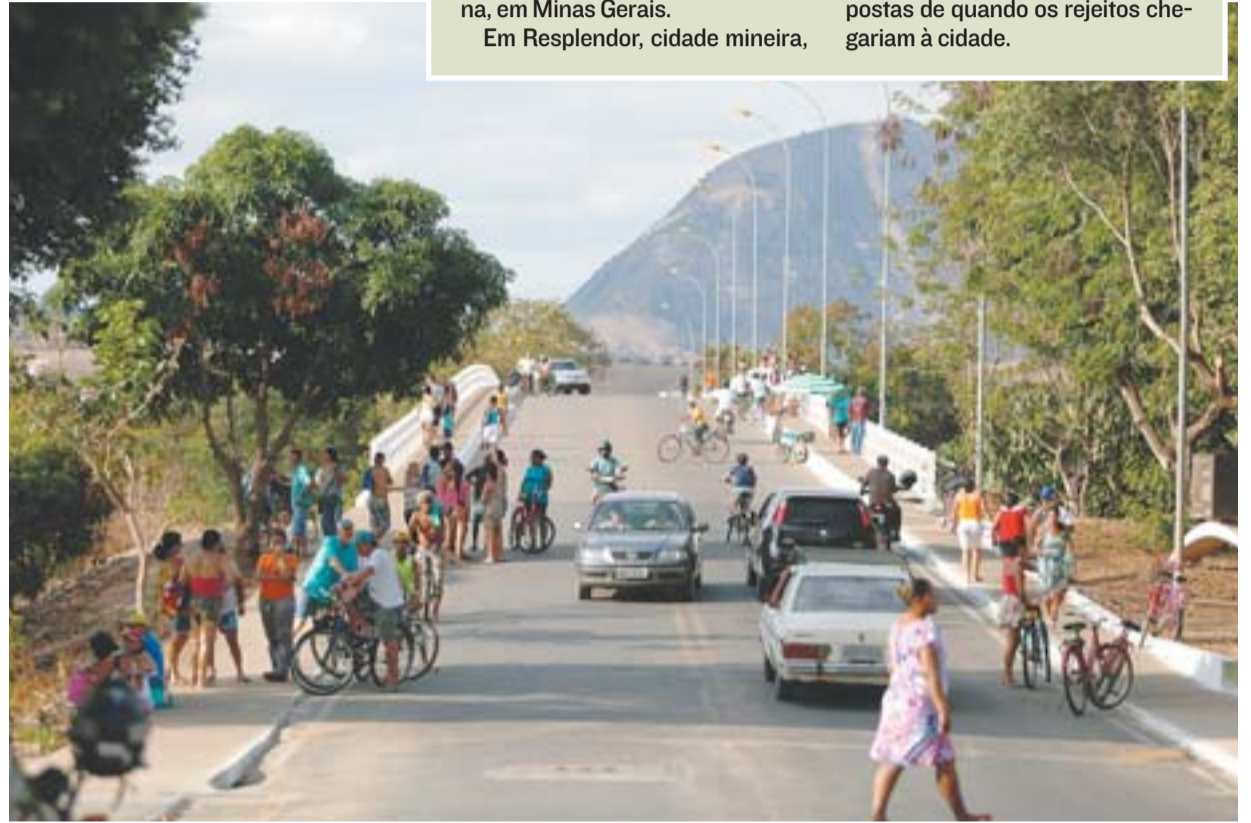 na, em Minas Gerais.
Em Resplendor, cidade mineira,
postas de quando os rejeitos che-
gariam à cidade.